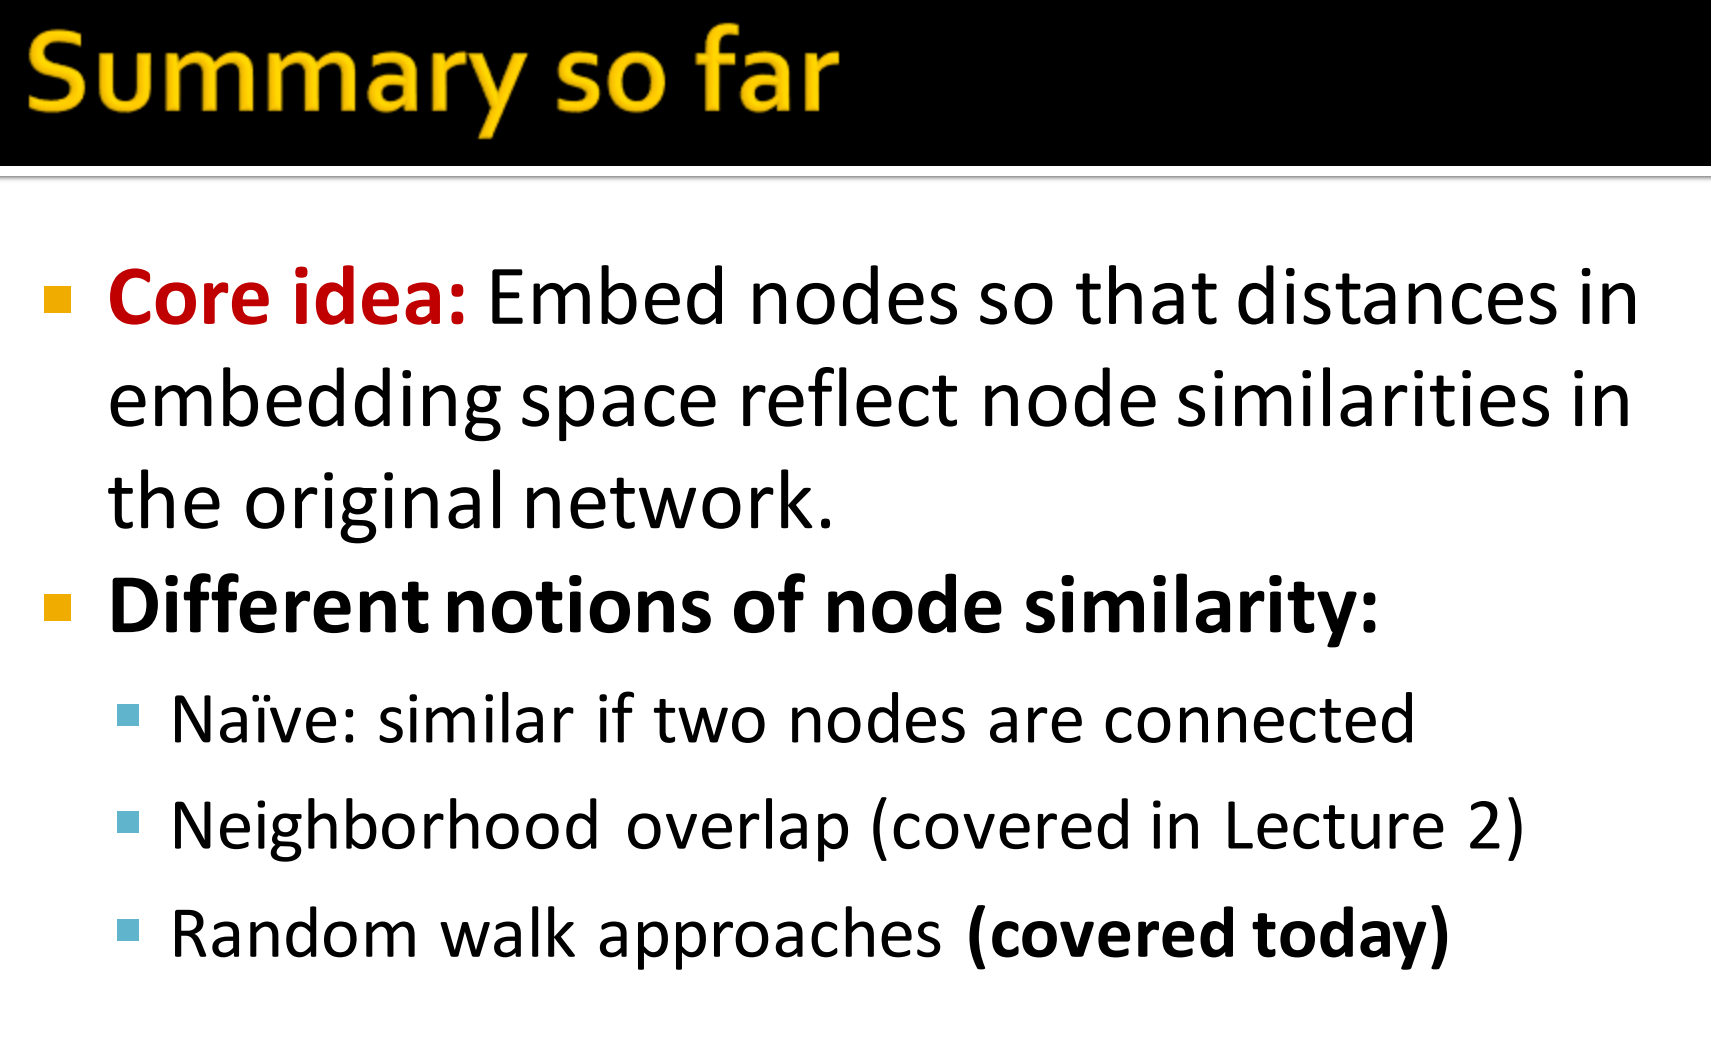 Summary so far
Core idea: Embed nodes so that distances in
embedding space reflect node similarities in
the original network.
Different notions of node similarity:
Naïve: similar if two nodes are connected
Neighborhood overlap (covered in Lecture 2)
Random walk approaches (covered today)